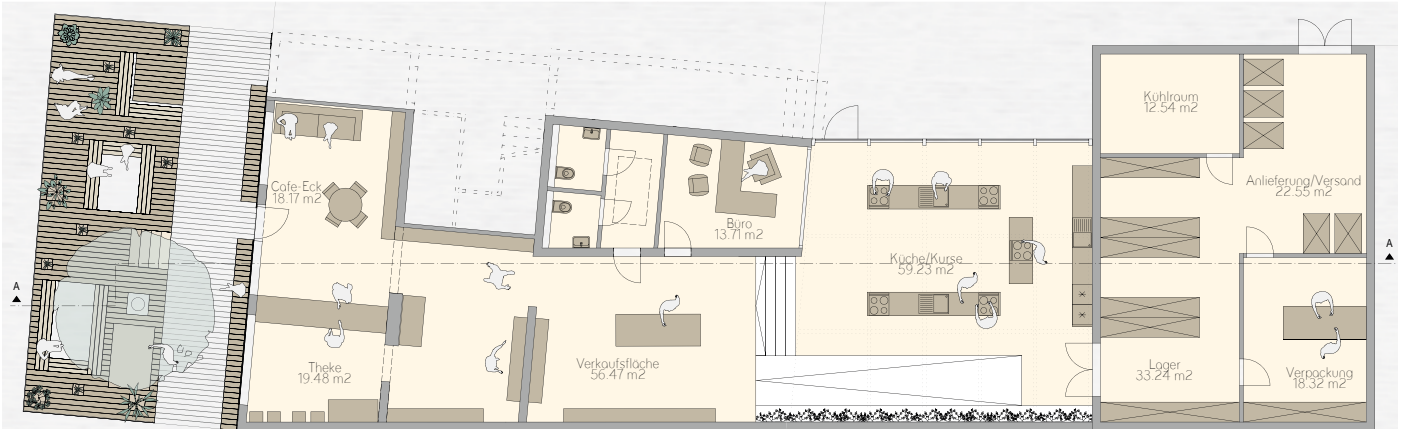 Kühlraum
12.54 m2
Anlieferung/Versand
22.55 m2
Cafe-Eck
18.17 m2
Büro
13.71 m2
Küche/Kurse
59.23 m2
A
A
Theke
19.48 m2
Verkaufsfläche
56.47 m2
Lager
33.24 m2
Verpackung
18.32 m2